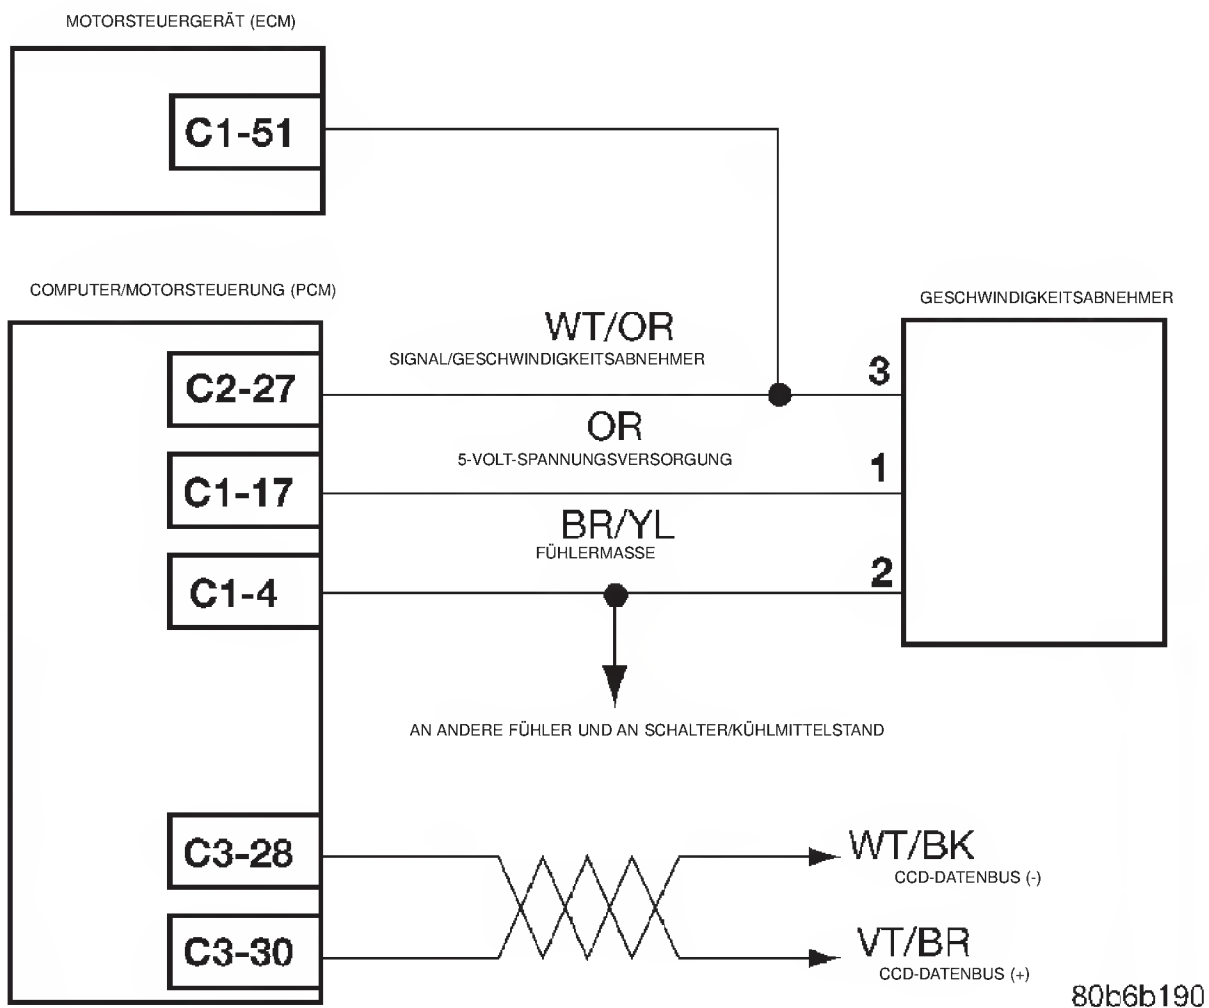 MOTORSTEUERGERÄT (ECM)
C1-51
COMPUTER/MOTORSTEUERUNG (PCM)
GESCHWINDIGKEITSABNEHMER
WT/OR
SIGNAL/GESCHWINDIGKEITSABNEHMER
C2-27
3
OR
5-VOLT-SPANNUNGSVERSORGUNG
C1-17
1
BR/YL
FÜHLERMASSE
C1-4
2
AN ANDERE FÜHLER UND AN SCHALTER/KÜHLMITTELSTAND
C3-28
WT/BK
CCD-DATENBUS (-)
C3-30
VT/BR
CCD-DATENBUS (+)
80b6b190